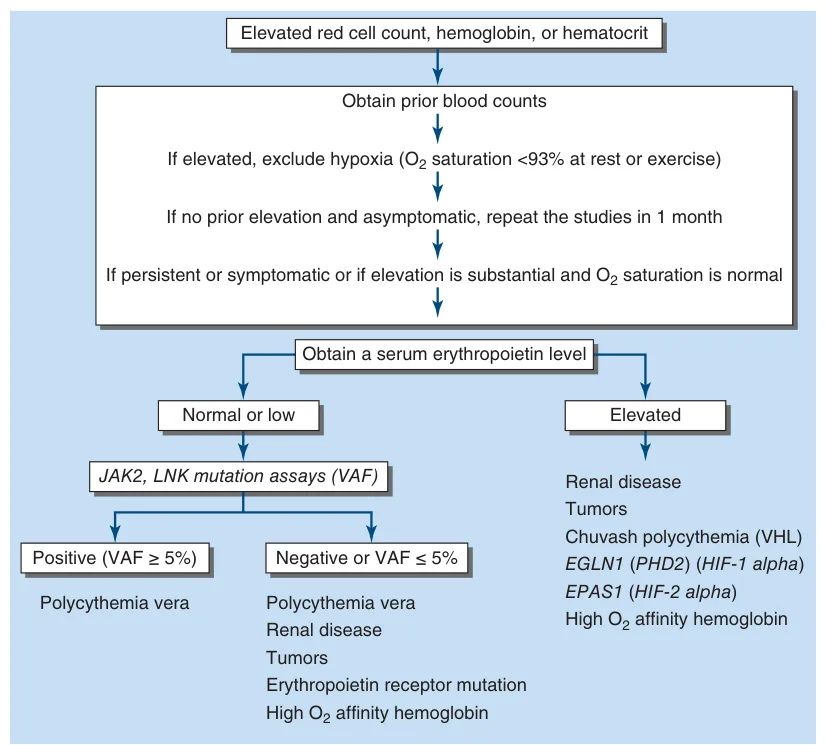 Elevated red cell count, hemoglobin, or hematocrit
Obtain prior blood counts
If elevated, exclude hypoxia (O₂ saturation <93% at rest or exercise)
If no prior elevation and asymptomatic, repeat the studies in 1 month
If persistent or symptomatic or if elevation is substantial and O₂ saturation is normal
Obtain a serum erythropoietin level
Normal or low
Elevated
JAK2, LNK mutation assays (VAF)
Positive (VAF ≥ 5%)
Negative or VAF ≤ 5%
Polycythemia vera
Polycythemia vera
Renal disease
Tumors
Erythropoietin receptor mutation
High O₂ affinity hemoglobin
Renal disease
Tumors
Chuvash polycythemia (VHL)
EGLN1 (PHD2) (HIF-1 alpha)
EPAS1 (HIF-2 alpha)
High O₂ affinity hemoglobin